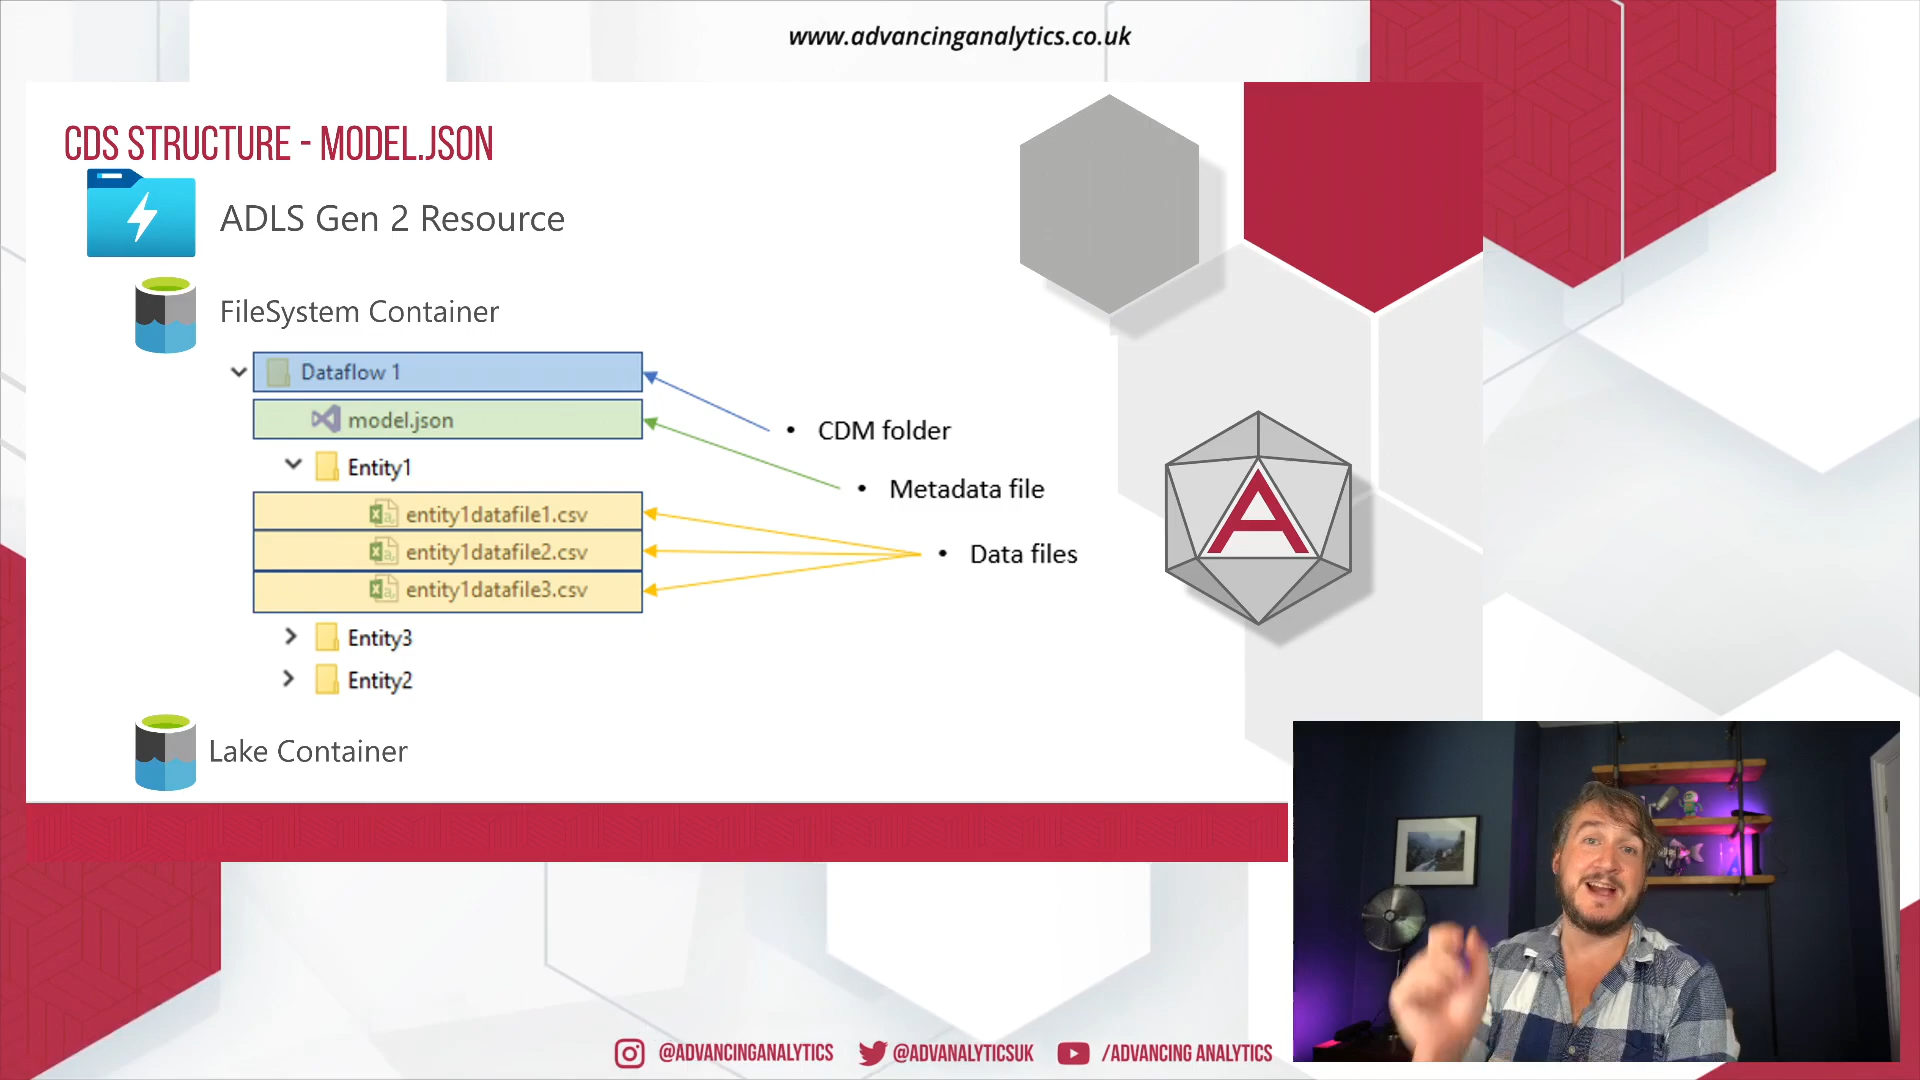 www.advancinganalytics.co.uk
CDS STRUCTURE - MODEL.JSON
ADLS Gen 2 Resource
FileSystem Container
Dataflow 1
model.json
• CDM folder
Entity1
• Metadata file
entity1datafile1.csv
entity1datafile2.csv
• Data files
entity1datafile3.csv
Entity3
Entity2
Lake Container
A
@ADVANCINGANALYTICS @ADVANALYTICSUK /ADVANCING ANALYTICS